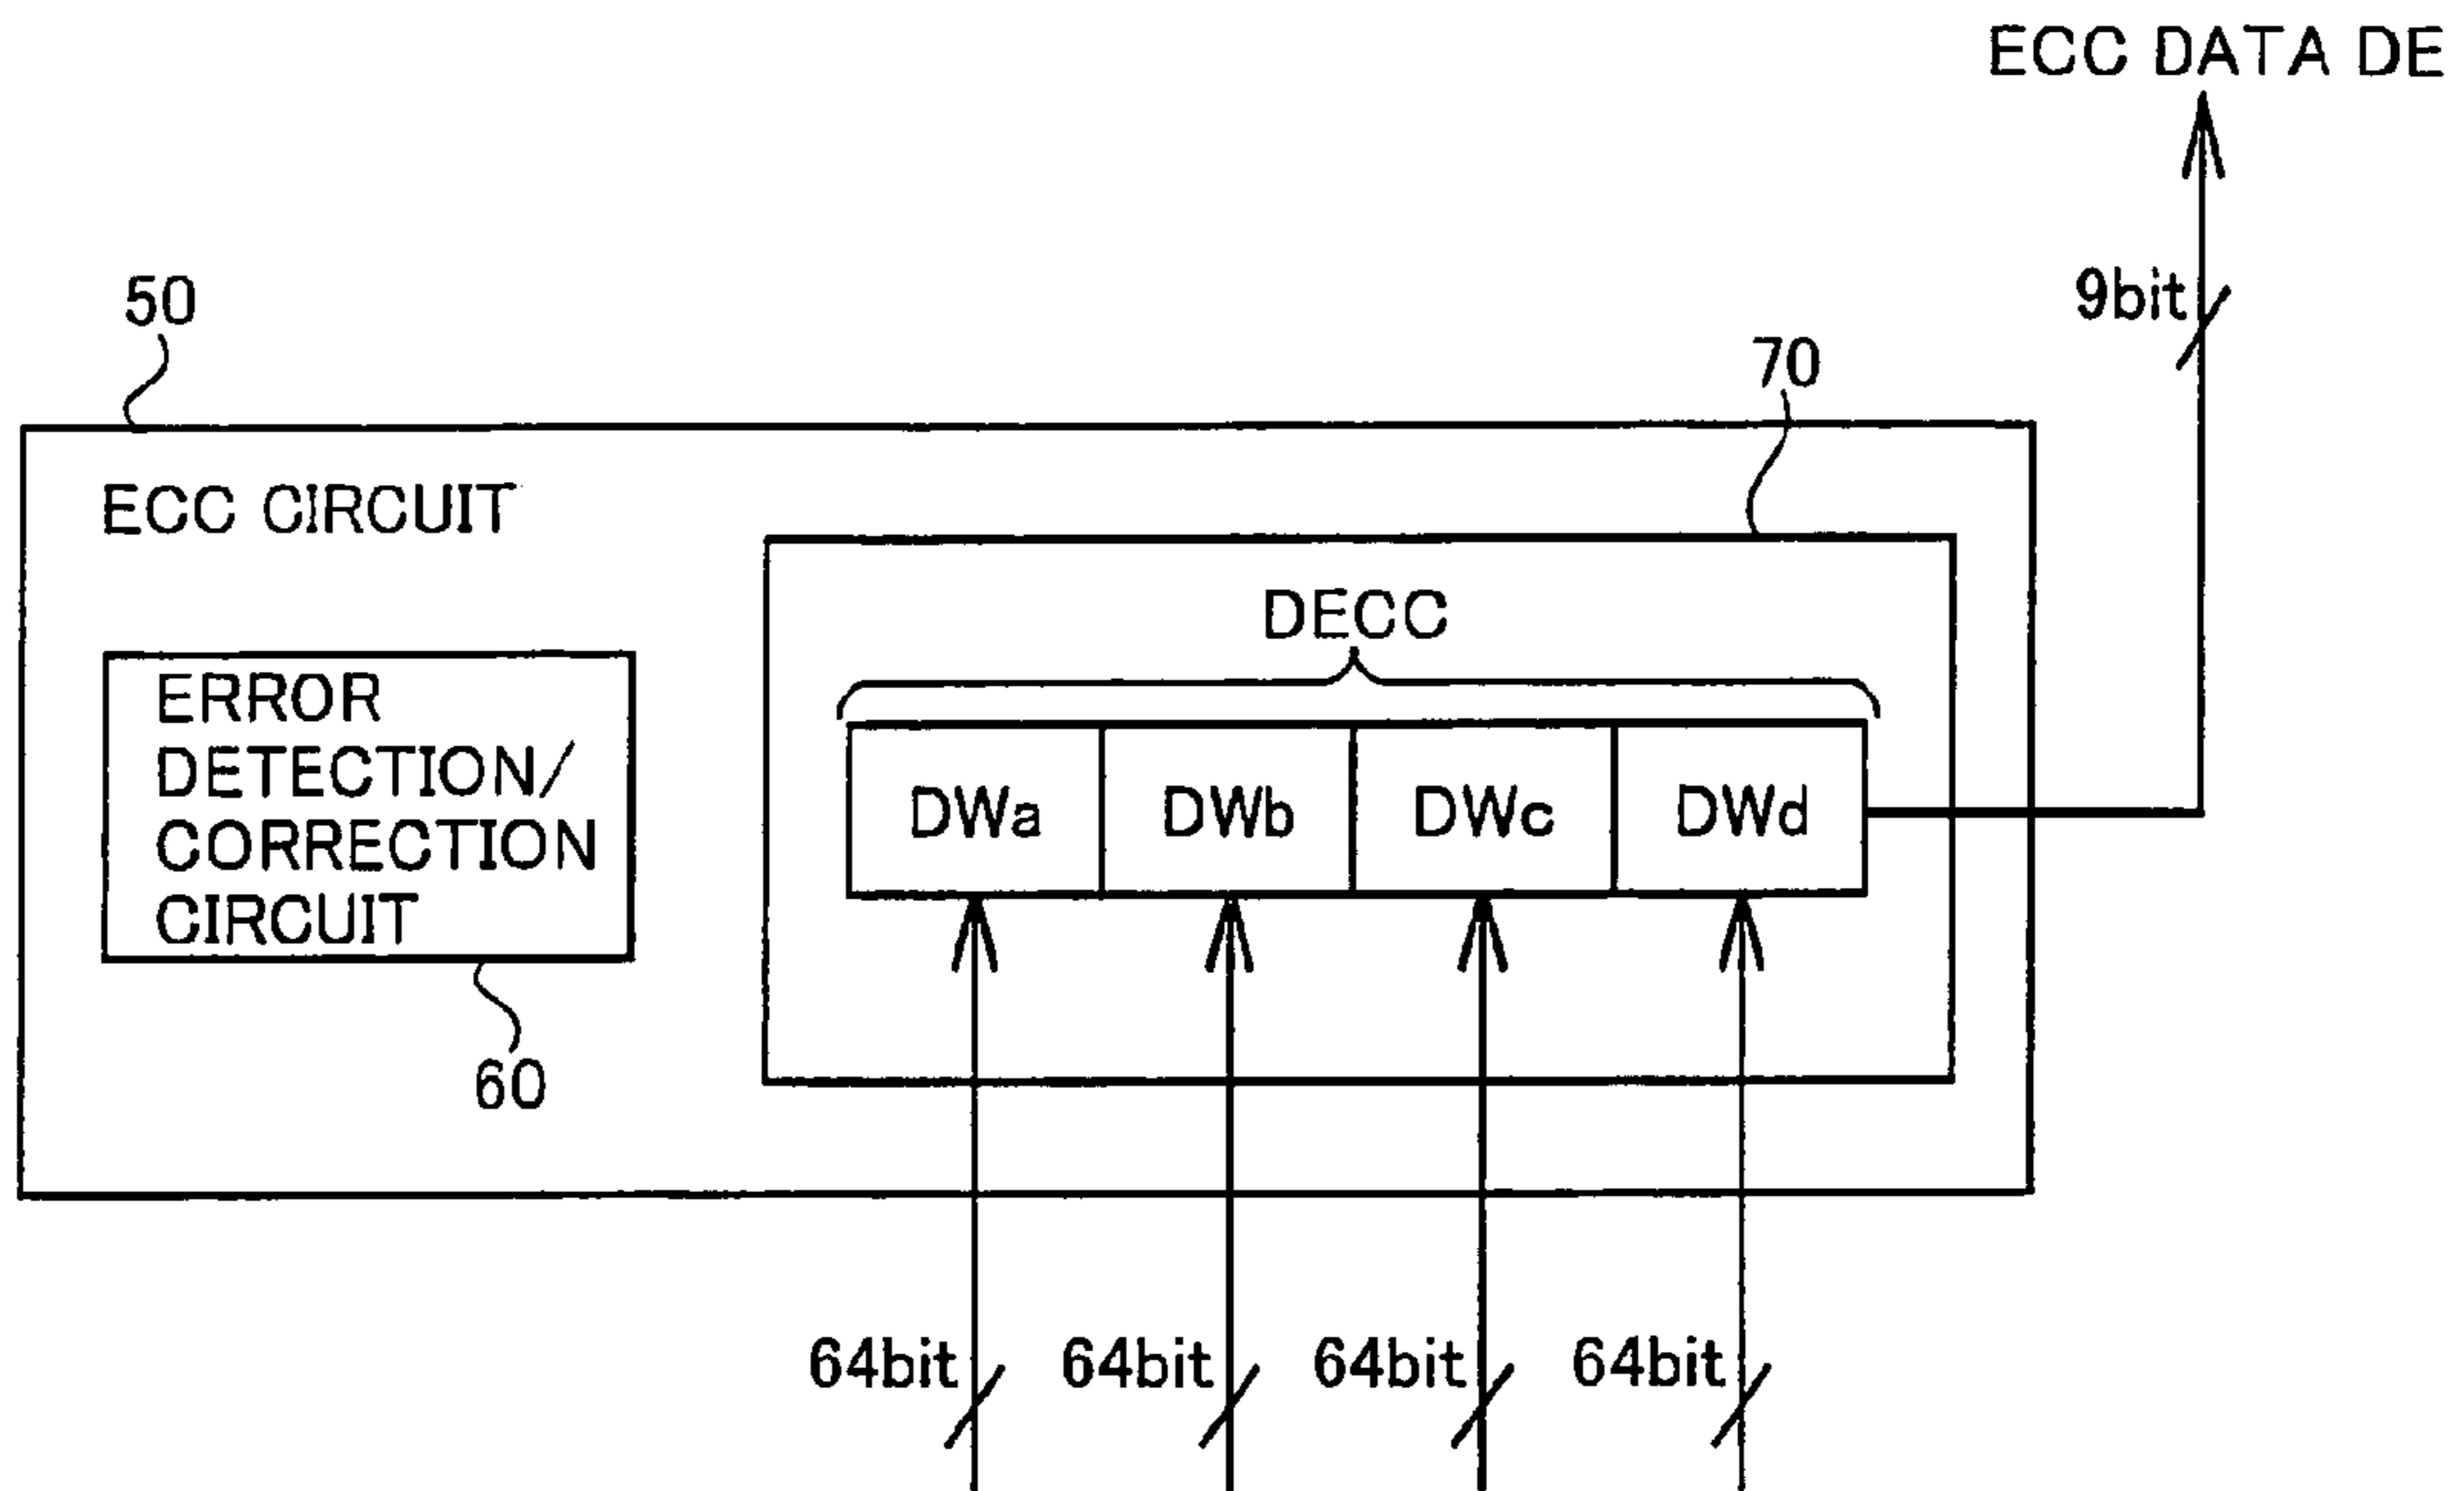 ECC DATA DE
50
9bit
70
ECC CIRCUIT
DECC
ERROR
DETECTION/
CORRECTION
CIRCUIT
DWa DWb DWc DWd
60
64bit 64bit 64bit 64bit